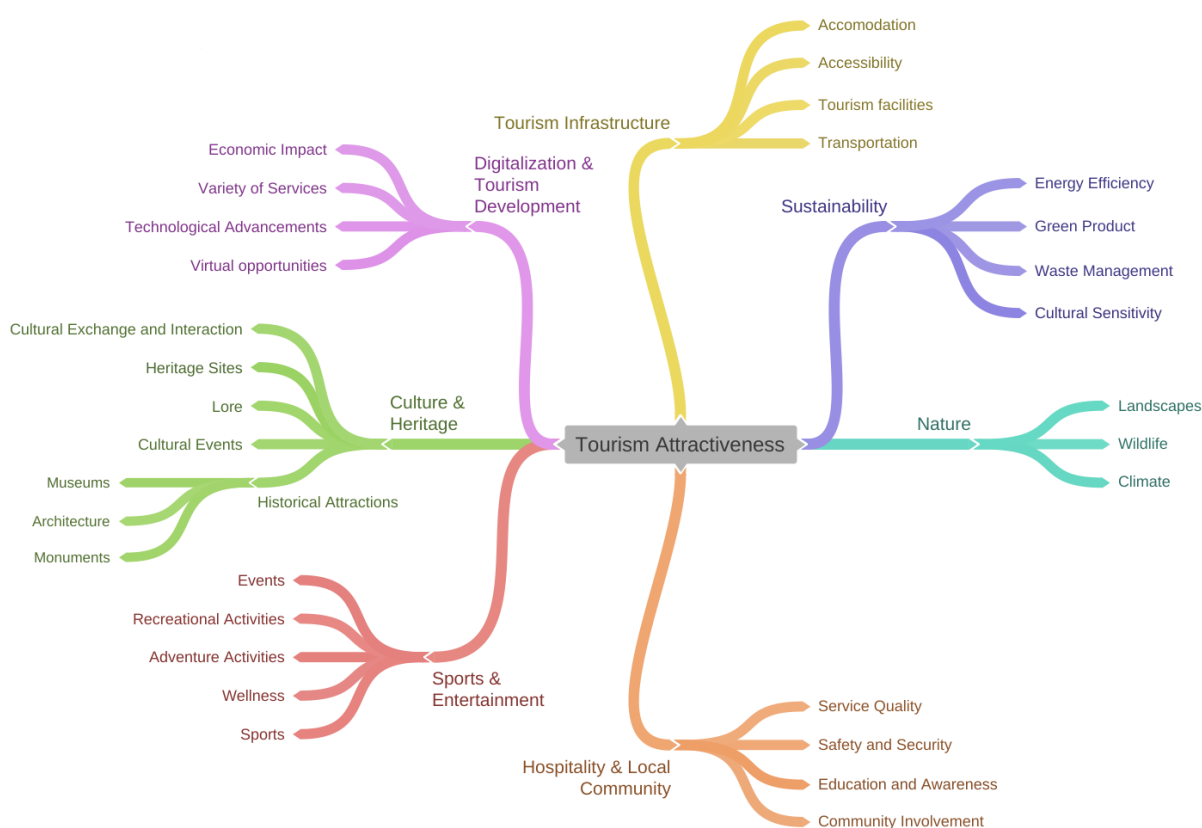 Tourism Attractiveness
Tourism Infrastructure
Accomodation
Accessibility
Tourism facilities
Transportation
Sustainability
Energy Efficiency
Green Product
Waste Management
Cultural Sensitivity
Nature
Landscapes
Wildlife
Climate
Hospitality & Local
Community
Service Quality
Safety and Security
Education and Awareness
Community Involvement
Digitalization &
Tourism
Development
Economic Impact
Variety of Services
Technological Advancements
Virtual opportunities
Culture &
Heritage
Cultural Exchange and Interaction
Heritage Sites
Lore
Cultural Events
Historical Attractions
Museums
Architecture
Monuments
Sports &
Entertainment
Events
Recreational Activities
Adventure Activities
Wellness
Sports